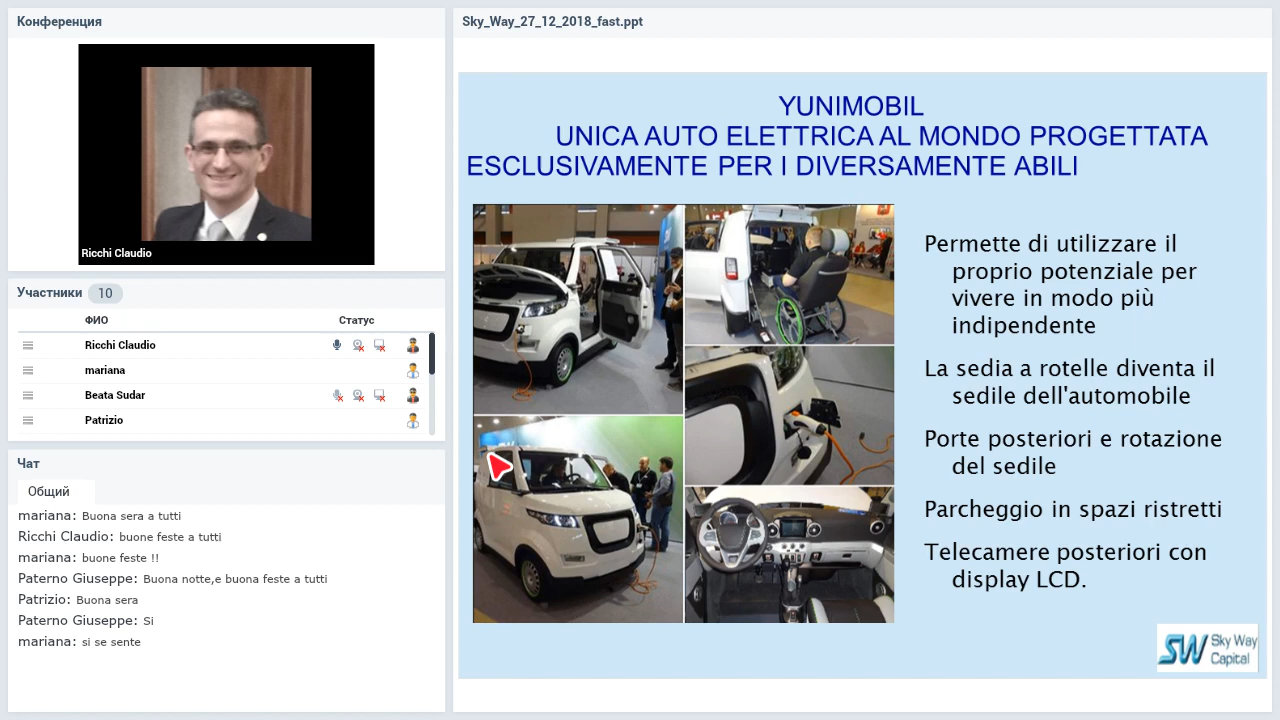 Конференция
Ricchi Claudio
Участники 10
ФИО Статус
Ricchi Claudio
mariana
Beata Sudar
Patrizio
Чат
Общий
mariana: Buona sera a tutti
Ricchi Claudio: buone feste a tutti
mariana: buone feste !!
Paterno Giuseppe: Buona notte,e buona feste a tutti
Patrizio: Buona sera
Paterno Giuseppe: Si
mariana: si se sente
Sky_Way_27_12_2018_fast.ppt
YUNIMOBIL
UNICA AUTO ELETTRICA AL MONDO PROGETTATA
ESCLUSIVAMENTE PER I DIVERSAMENTE ABILI
Permette di utilizzare il
proprio potenziale per
vivere in modo più
indipendente
La sedia a rotelle diventa il
sedile dell'automobile
Porte posteriori e rotazione
del sedile
Parcheggio in spazi ristretti
Telecamere posteriori con
display LCD.
SW Sky Way
Capital